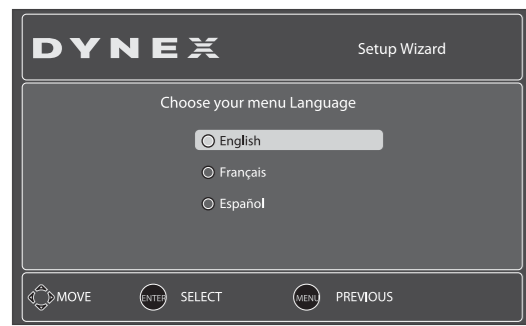 DYNEX Setup Wizard
Choose your menu Language
English
Français
Español
MOVE ENTER SELECT MENU PREVIOUS